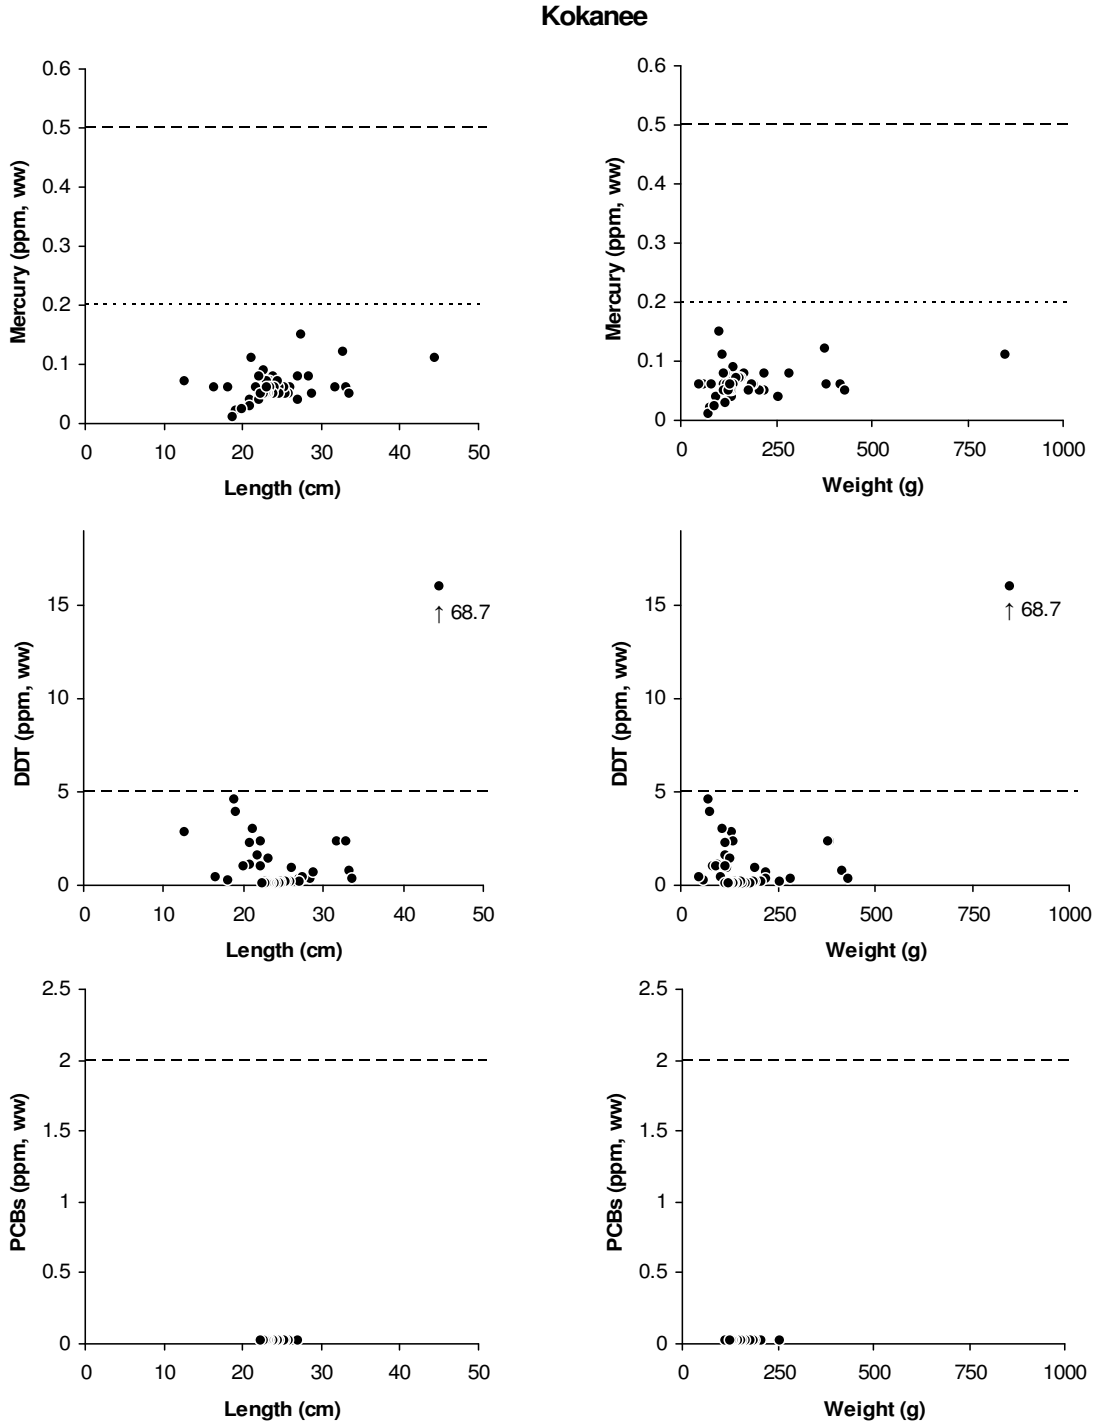 Kokanee
Mercury (ppm, ww)
0.6
0.5
0.4
0.3
0.2
0.1
0
0 10 20 30 40 50
Length (cm)
Mercury (ppm, ww)
0.6
0.5
0.4
0.3
0.2
0.1
0
0 250 500 750 1000
Weight (g)
DDT (ppm, ww)
15
10
5
0
↑ 68.7
0 10 20 30 40 50
Length (cm)
DDT (ppm, ww)
15
10
5
0
↑ 68.7
0 250 500 750 1000
Weight (g)
PCBs (ppm, ww)
2.5
2
1.5
1
0.5
0
0 10 20 30 40 50
Length (cm)
PCBs (ppm, ww)
2.5
2
1.5
1
0.5
0
0 250 500 750 1000
Weight (g)